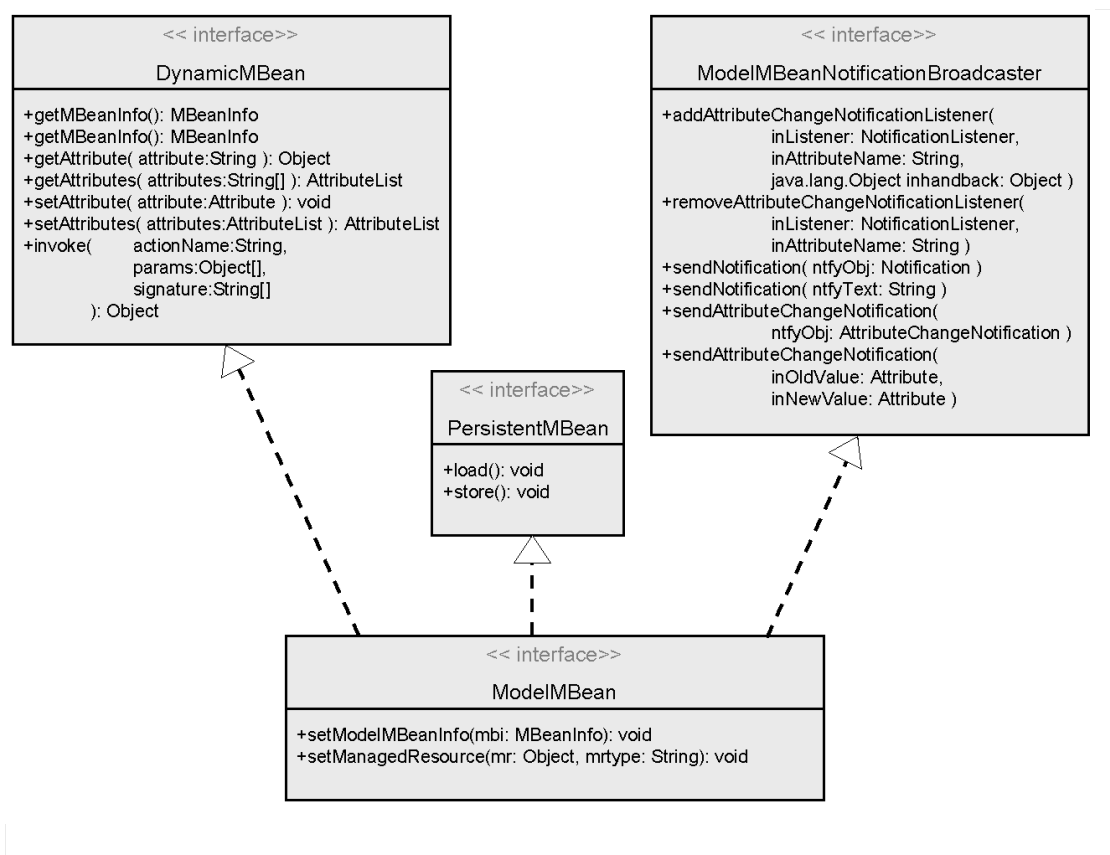 << interface>>
DynamicMBean
+getMBeanInfo(): MBeanInfo
+getMBeanInfo(): MBeanInfo
+getAttribute( attribute:String ): Object
+getAttributes( attributes:String[] ): AttributeList
+setAttribute( attribute:Attribute ): void
+setAttributes( attributes:AttributeList ): AttributeList
+invoke( actionName:String,
params:Object[],
signature:String[]
): Object
<< interface>>
ModelMBeanNotificationBroadcaster
+addAttributeChangeNotificationListener(
inListener: NotificationListener,
inAttributeName: String,
java.lang.Object inhandback: Object )
+removeAttributeChangeNotificationListener(
inListener: NotificationListener,
inAttributeName: String )
+sendNotification( ntfyObj: Notification )
+sendNotification( ntfyText: String )
+sendAttributeChangeNotification(
ntfyObj: AttributeChangeNotification )
+sendAttributeChangeNotification(
inOldValue: Attribute,
inNewValue: Attribute )
<< interface>>
PersistentMBean
+load(): void
+store(): void
<< interface>>
ModelMBean
+setModelMBeanInfo(mbi: MBeanInfo): void
+setManagedResource(mr: Object, mrtype: String): void